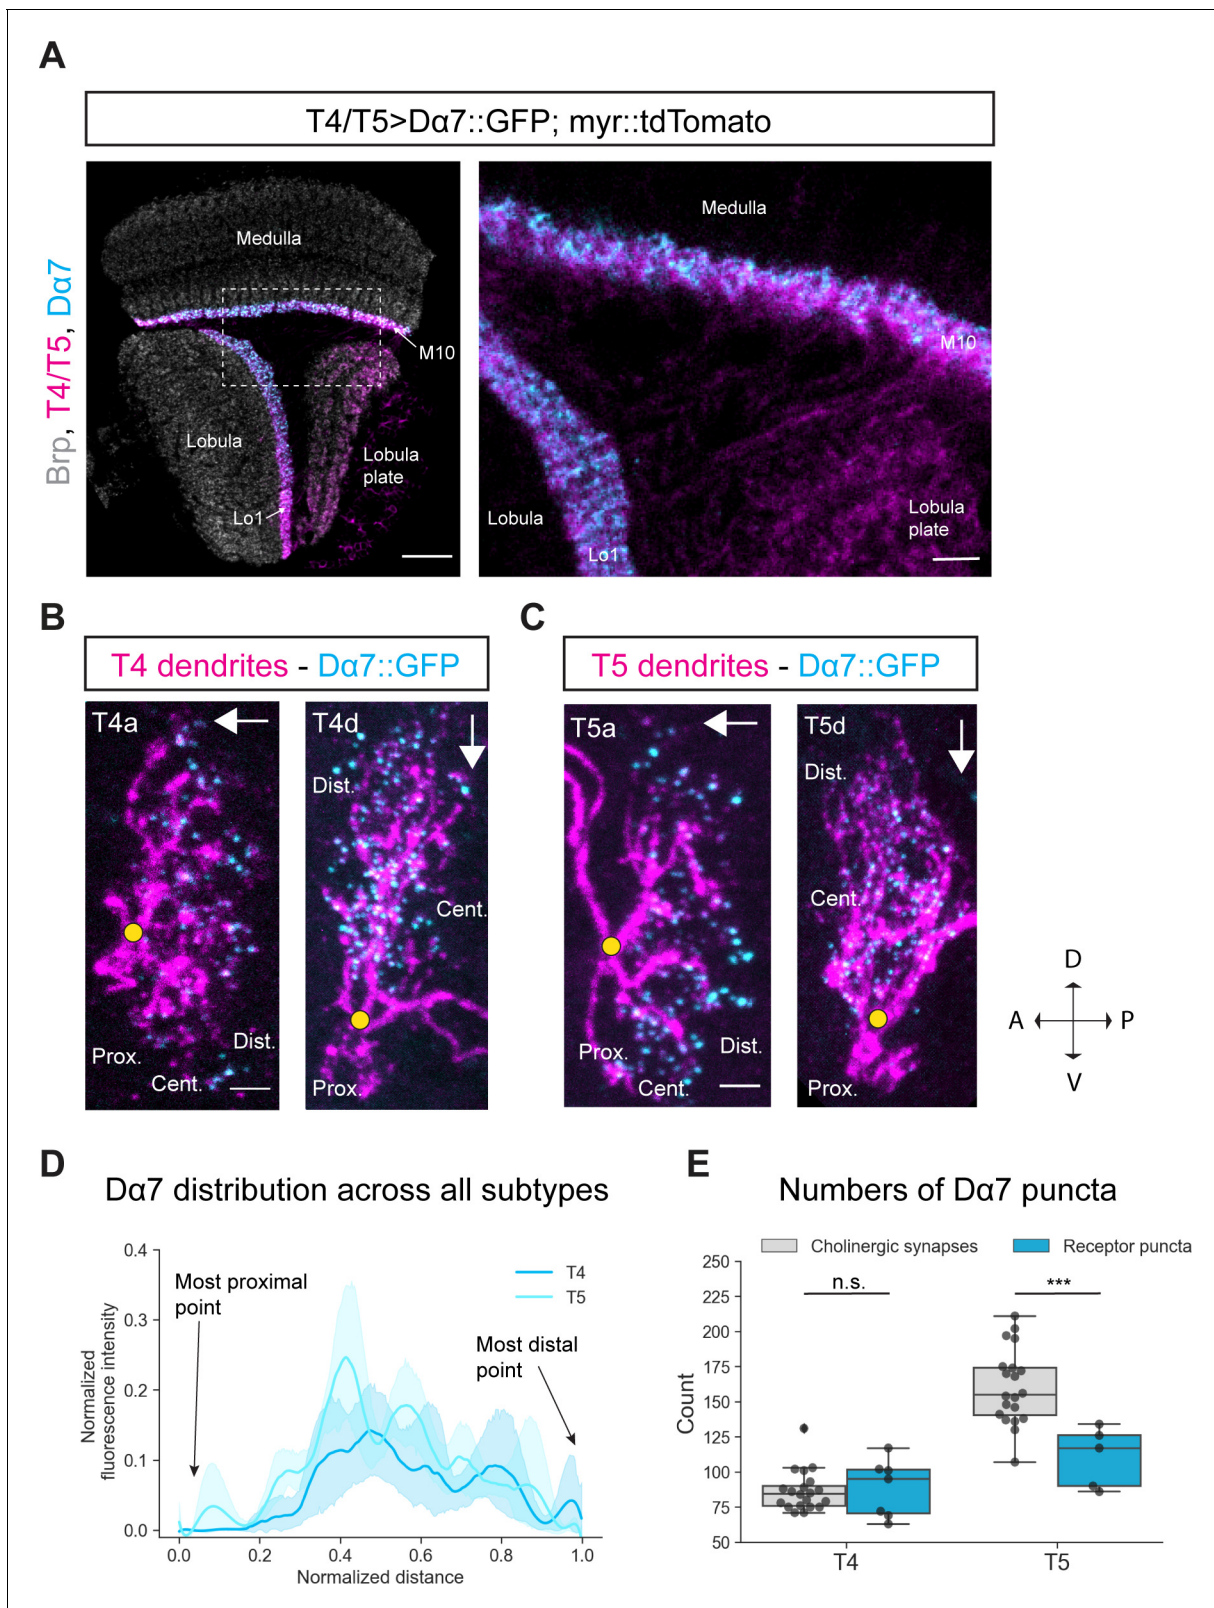 A
T4/T5>Dα7::GFP; myr::tdTomato
Brp, T4/T5, Dα7
Medulla
M10
Lobula
Lobula
plate
Lo1
Medulla
M10
Lobula
Lo1
Lobula
plate
B
T4 dendrites - Dα7::GFP
T4a
Prox.
Cent.
Dist.
T4d
Dist.
Cent.
Prox.
C
T5 dendrites - Dα7::GFP
T5a
Prox.
Cent.
Dist.
T5d
Dist.
Cent.
Prox.
D
A
P
V
D
Dα7 distribution across all subtypes
Normalized
fluorescence intensity
0.4
0.3
0.2
0.1
0.0
Most proximal
point
T4
T5
Most distal
point
0.0 0.2 0.4 0.6 0.8 1.0
Normalized distance
E
Numbers of Dα7 puncta
Cholinergic synapses
Receptor puncta
Count
250
225
200
175
150
125
100
75
50
n.s.
***
T4
T5